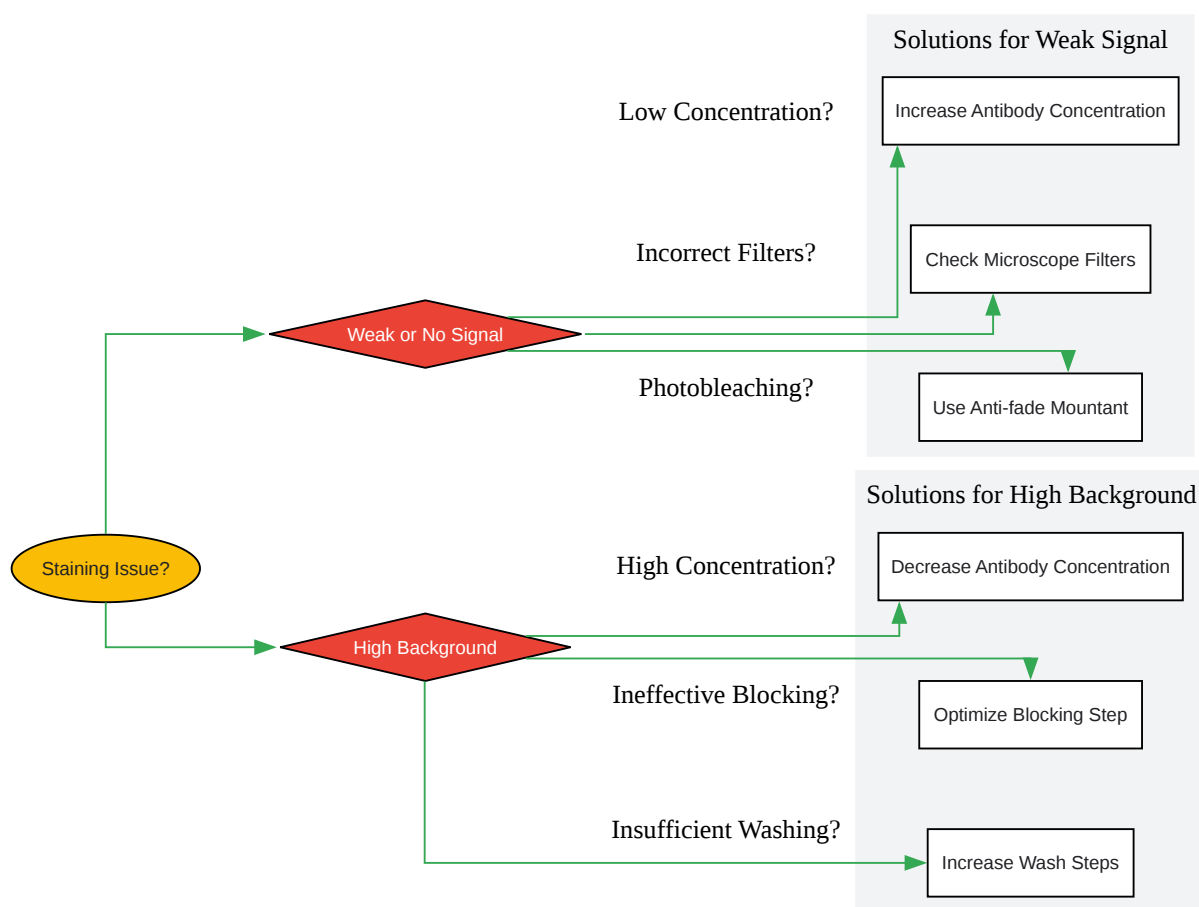 Solutions for Weak Signal
Low Concentration?
Increase Antibody Concentration
Incorrect Filters?
Check Microscope Filters
Weak or No Signal
Photobleaching?
Use Anti-fade Mountant
Solutions for High Background
Staining Issue?
High Concentration?
Decrease Antibody Concentration
High Background
Ineffective Blocking?
Optimize Blocking Step
Insufficient Washing?
Increase Wash Steps